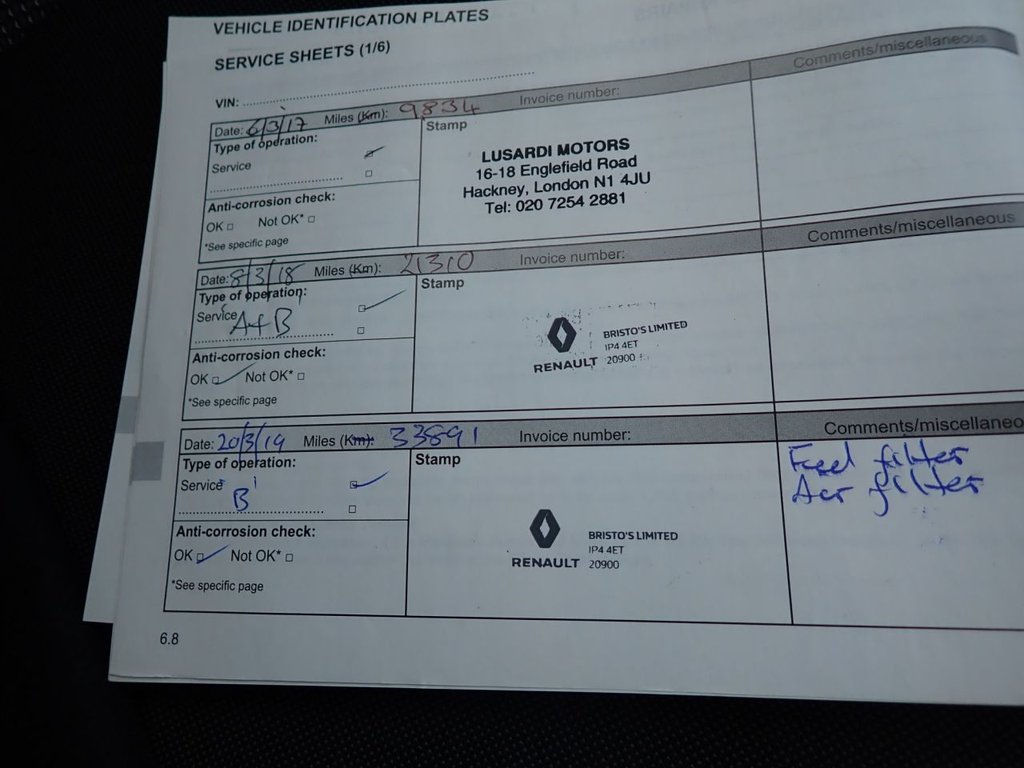 VEHICLE IDENTIFICATION PLATES
SERVICE SHEETS (1/6)
VIN:
Date: 6/3/17 Miles (Km): 9834 Invoice number: Comments/miscellaneous
Type of operation:
Service
Anti-corrosion check:
OK Not OK*
*See specific page
Stamp
LUSARDI MOTORS
16-18 Englefield Road
Hackney, London N1 4JU
Tel: 020 7254 2881
Date: 8/3/18 Miles (Km): 21310 Invoice number: Comments/miscellaneous
Type of operation:
Service A+B
Anti-corrosion check:
OK Not OK*
*See specific page
Stamp
RENAULT
BRISTO'S LIMITED
IP4 4ET
20900
Date: 20/3/19 Miles (Km): 33891 Invoice number: Comments/miscellaneo
Type of operation:
Service B
Anti-corrosion check:
OK Not OK*
*See specific page
Stamp
RENAULT
BRISTO'S LIMITED
IP4 4ET
20900
Fuel filter
Air filter
6.8